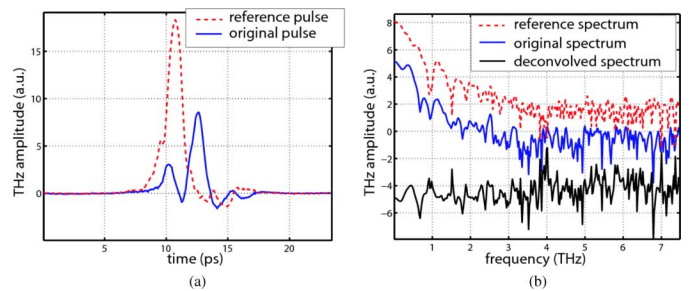 reference pulse
original pulse
THz amplitude (a.u.)
15
10
5
0
5
10
15
20
time (ps)
(a)
reference spectrum
original spectrum
deconvolved spectrum
THz amplitude (a.u.)
8
6
4
2
0
−2
−4
−6
1
2
3
4
5
6
7
frequency (THz)
(b)